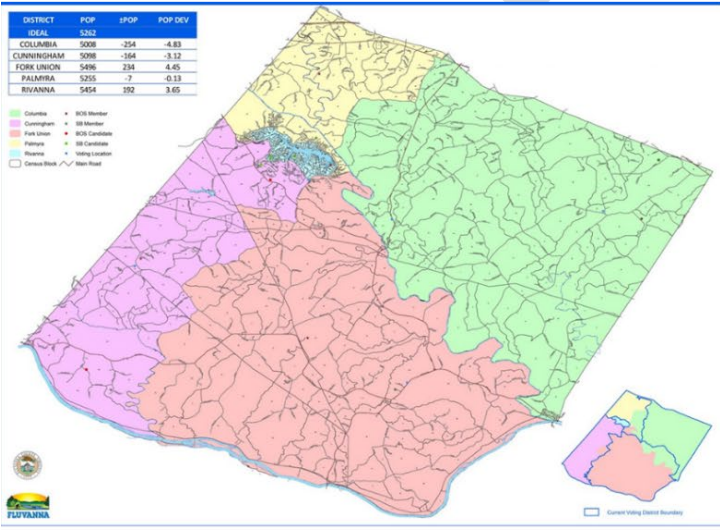 DISTRICT POP ±POP POP DEV
IDEAL 5262
COLUMBIA 5008 -254 -4.83
CUNNINGHAM 5098 -164 -3.12
FORK UNION 5496 234 4.45
PALMYRA 5255 -7 -0.13
RIVANNA 5454 192 3.65
Columbia BOS Member
Cunningham SB Member
Fork Union BOS Candidate
Palmyra SB Candidate
Rivanna Voting Location
Census Block Main Road
FLUVANNA
Current Voting District Boundary